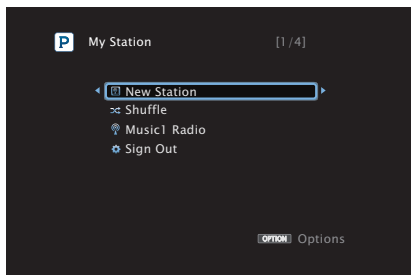 P My Station [1/4]
New Station
Shuffle
Music1 Radio
Sign Out
OPTION Options